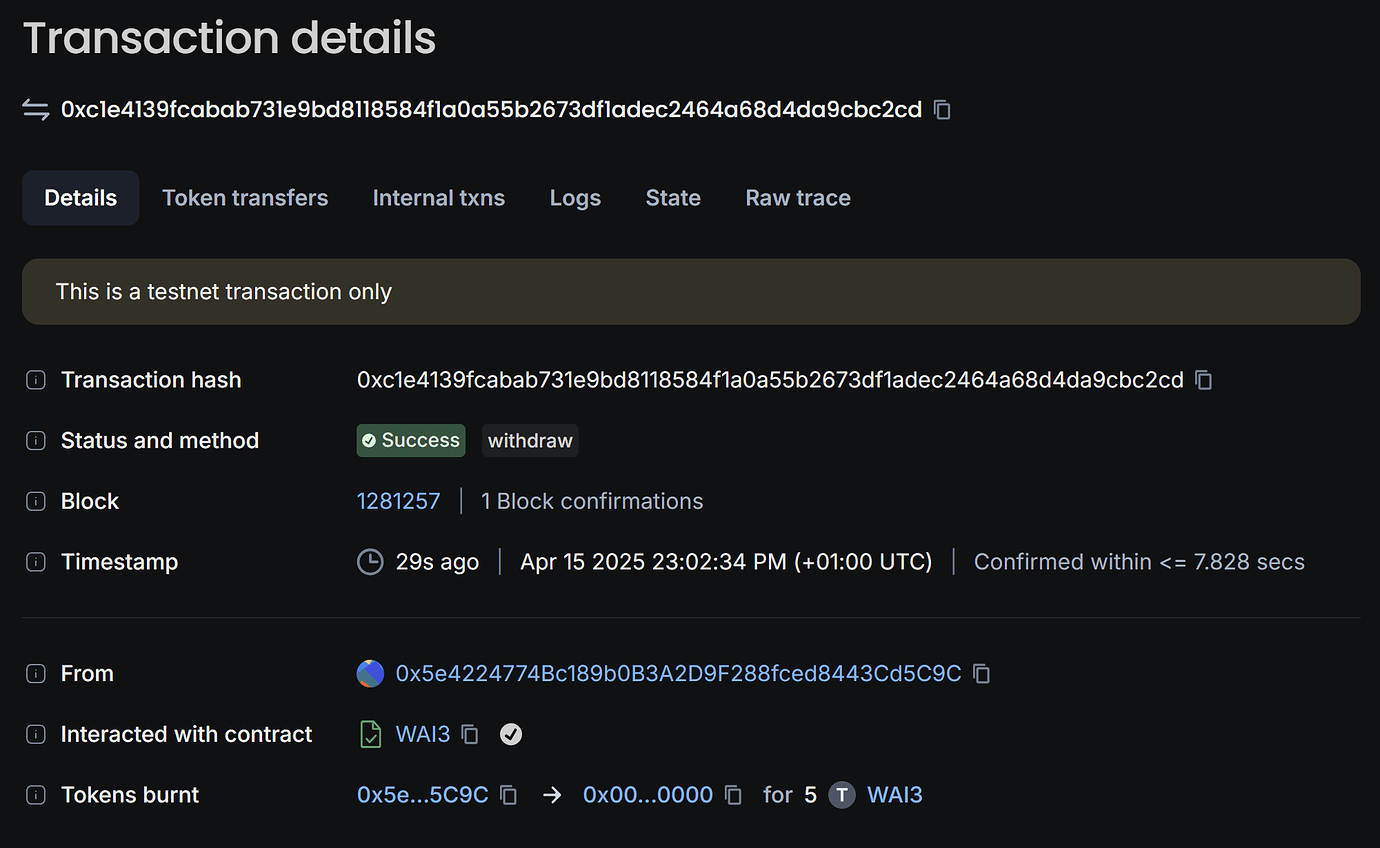 Transaction details
0xc1e4139fcabab731e9bd8118584f1a0a55b2673df1adec2464a68d4da9cbc2cd
Details Token transfers Internal txns Logs State Raw trace
This is a testnet transaction only
Transaction hash 0xc1e4139fcabab731e9bd8118584f1a0a55b2673df1adec2464a68d4da9cbc2cd
Status and method Success withdraw
Block 1281257 | 1 Block confirmations
Timestamp 29s ago | Apr 15 2025 23:02:34 PM (+01:00 UTC) | Confirmed within <= 7.828 secs
From 0x5e4224774Bc189b0B3A2D9F288fced8443Cd5C9C
Interacted with contract WAI3
Tokens burnt 0x5e...5C9C → 0x00...0000 for 5 T WAI3